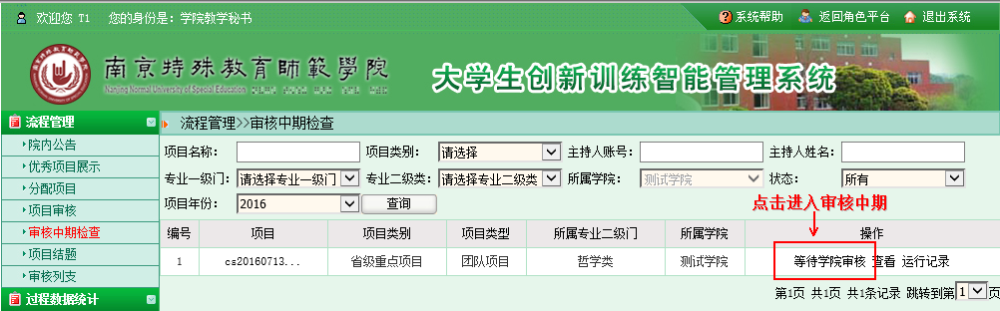 欢迎您 T1 您的身份是：学院教学秘书 系统帮助 返回角色平台 退出系统
南京特殊教育師範學院
Nanjing Normal University of Special Education
大学生创新训练智能管理系统
流程管理
院内公告
优秀项目展示
分配项目
项目审核
审核中期检查
项目结题
审核列支
过程数据统计
流程管理>>审核中期检查
项目名称： 项目类别： 请选择 主持人账号： 主持人姓名：
专业一级门： 请选择专业一级门 专业二级类： 请选择专业二级类 所属学院： 测试学院 状态： 所有
项目年份： 2016 查询
点击进入审核中期
编号 项目 项目类别 项目类型 所属专业二级门 所属学院 操作
1 cs20160713... 省级重点项目 团队项目 哲学类 测试学院 等待学院审核 查看 运行记录
第1页 共1页 共1条记录 跳转到第 1 页